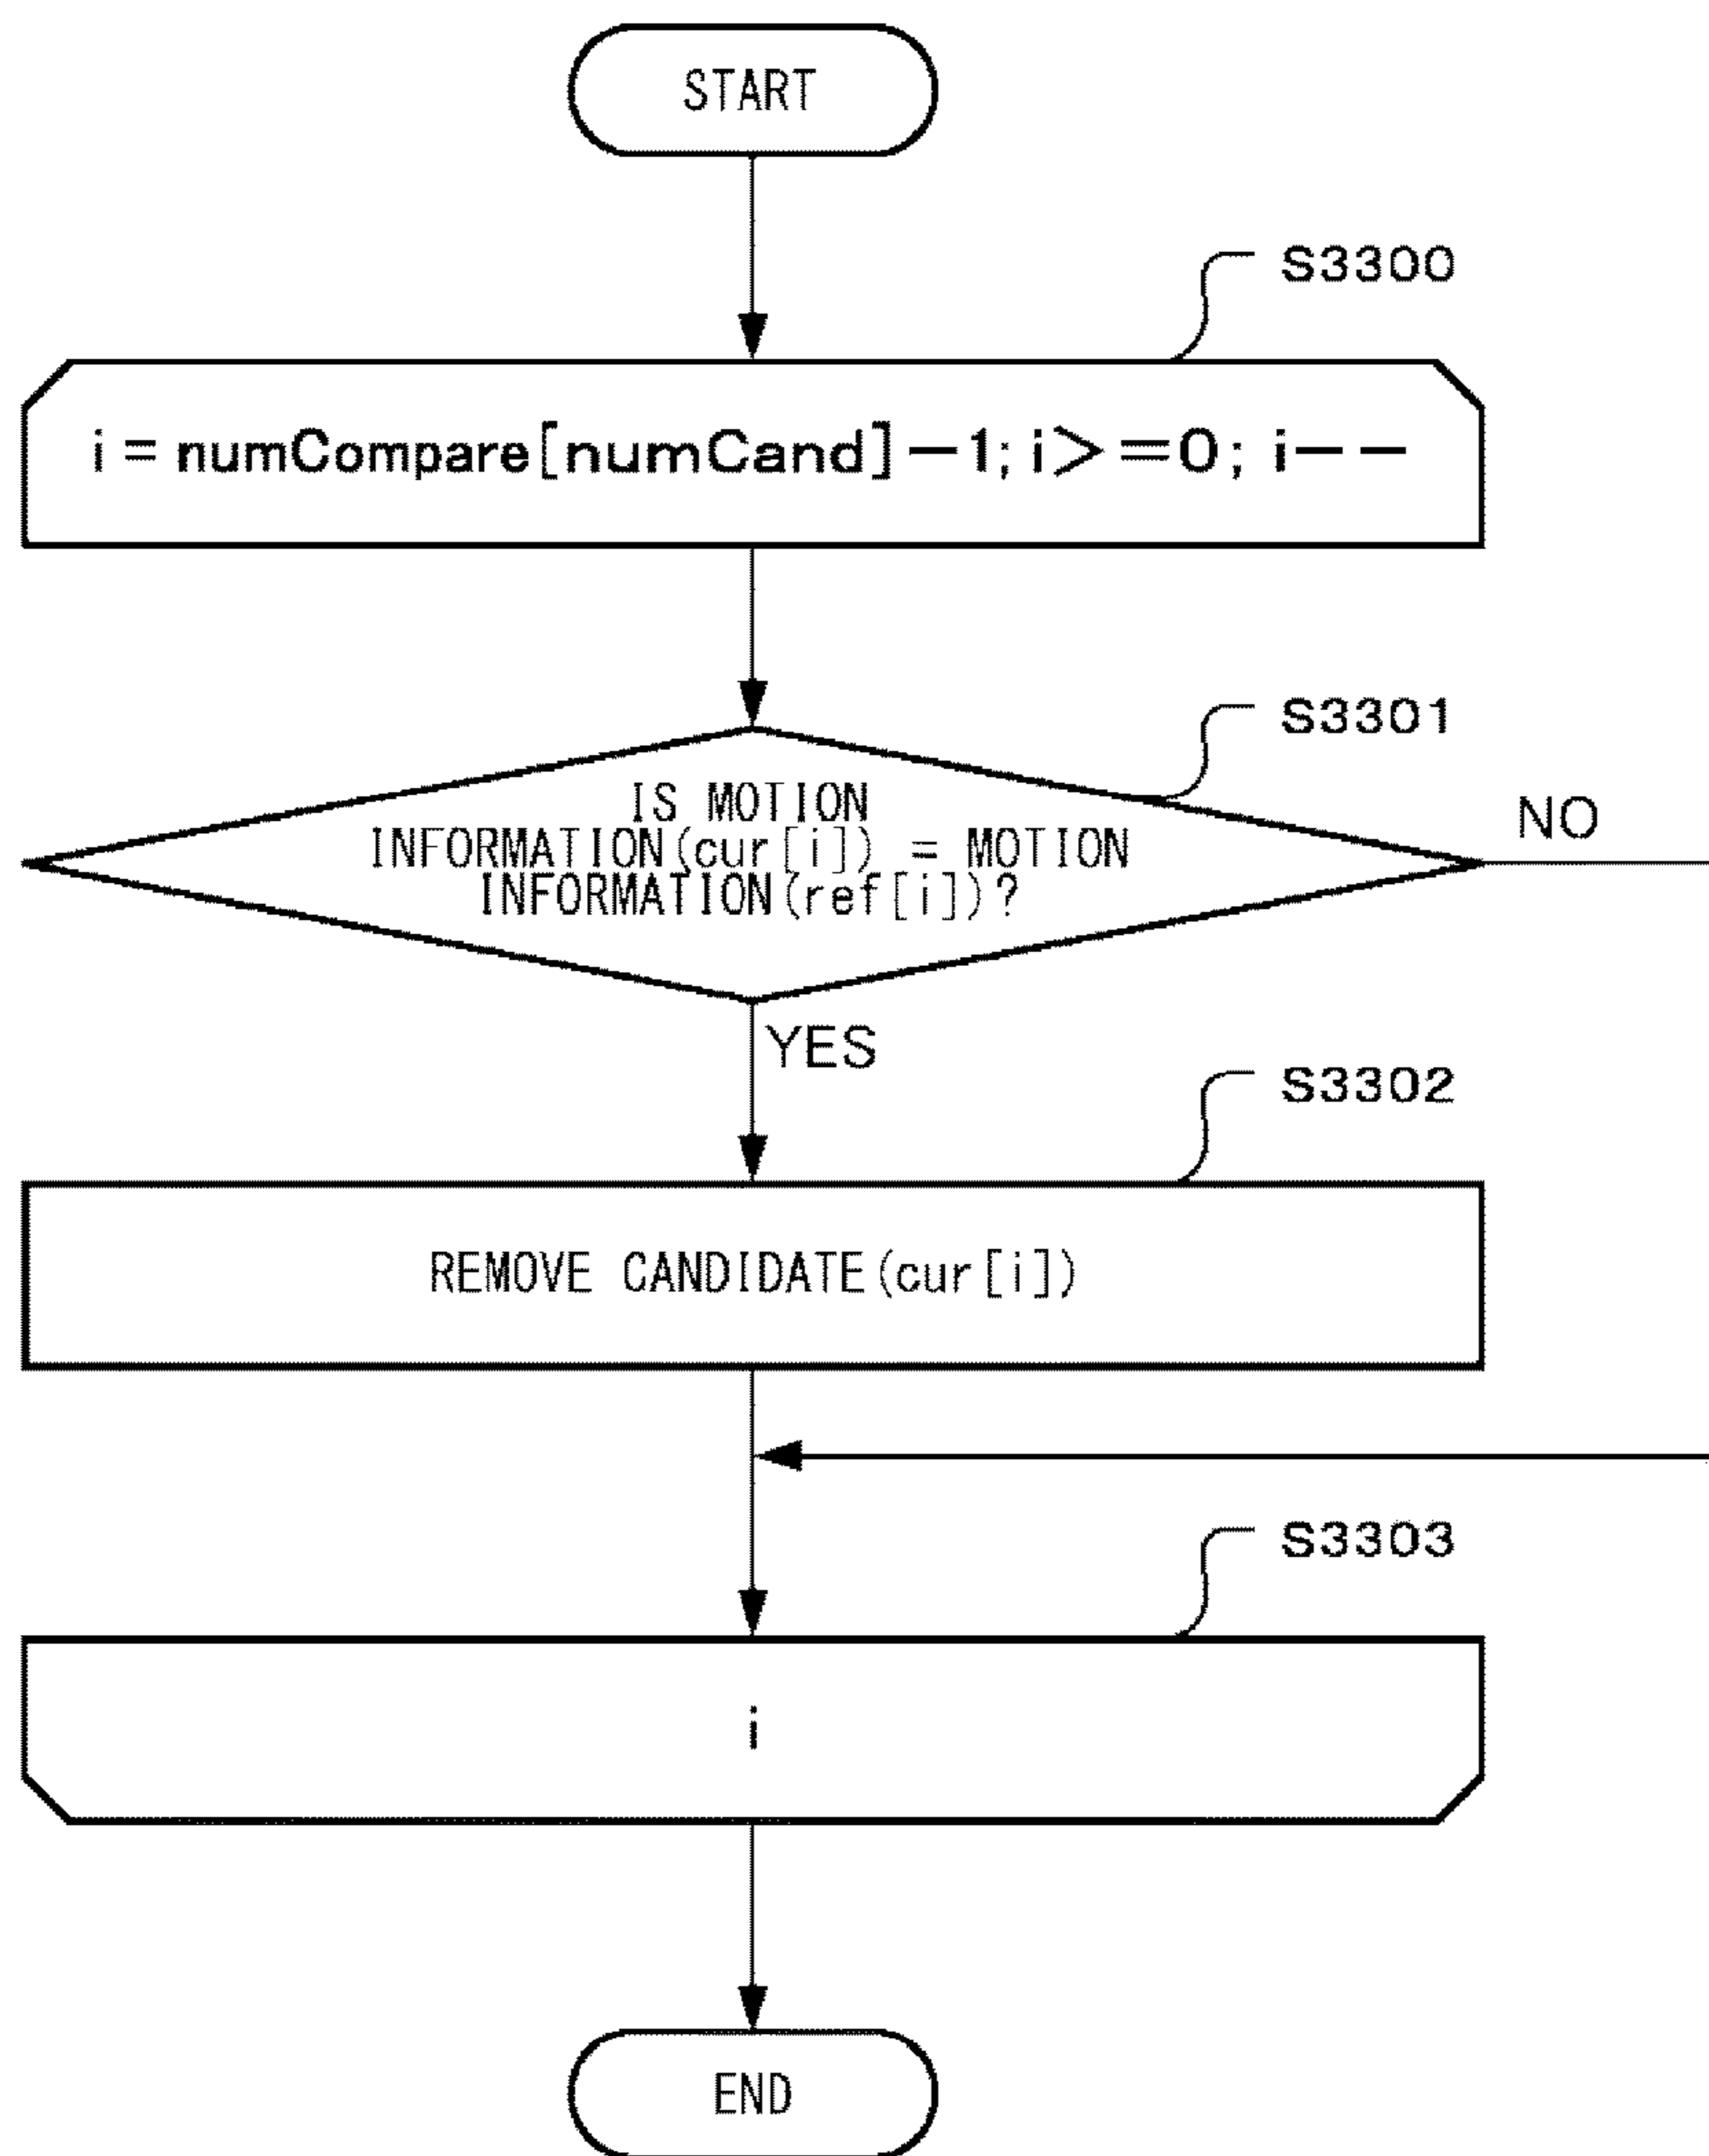 START
S3300
i = numCompare[numCand]-1; i>=0; i--
S3301
IS MOTION
INFORMATION(cur[i]) = MOTION
INFORMATION(ref[i])?
NO
YES
S3302
REMOVE CANDIDATE(cur[i])
S3303
i
END